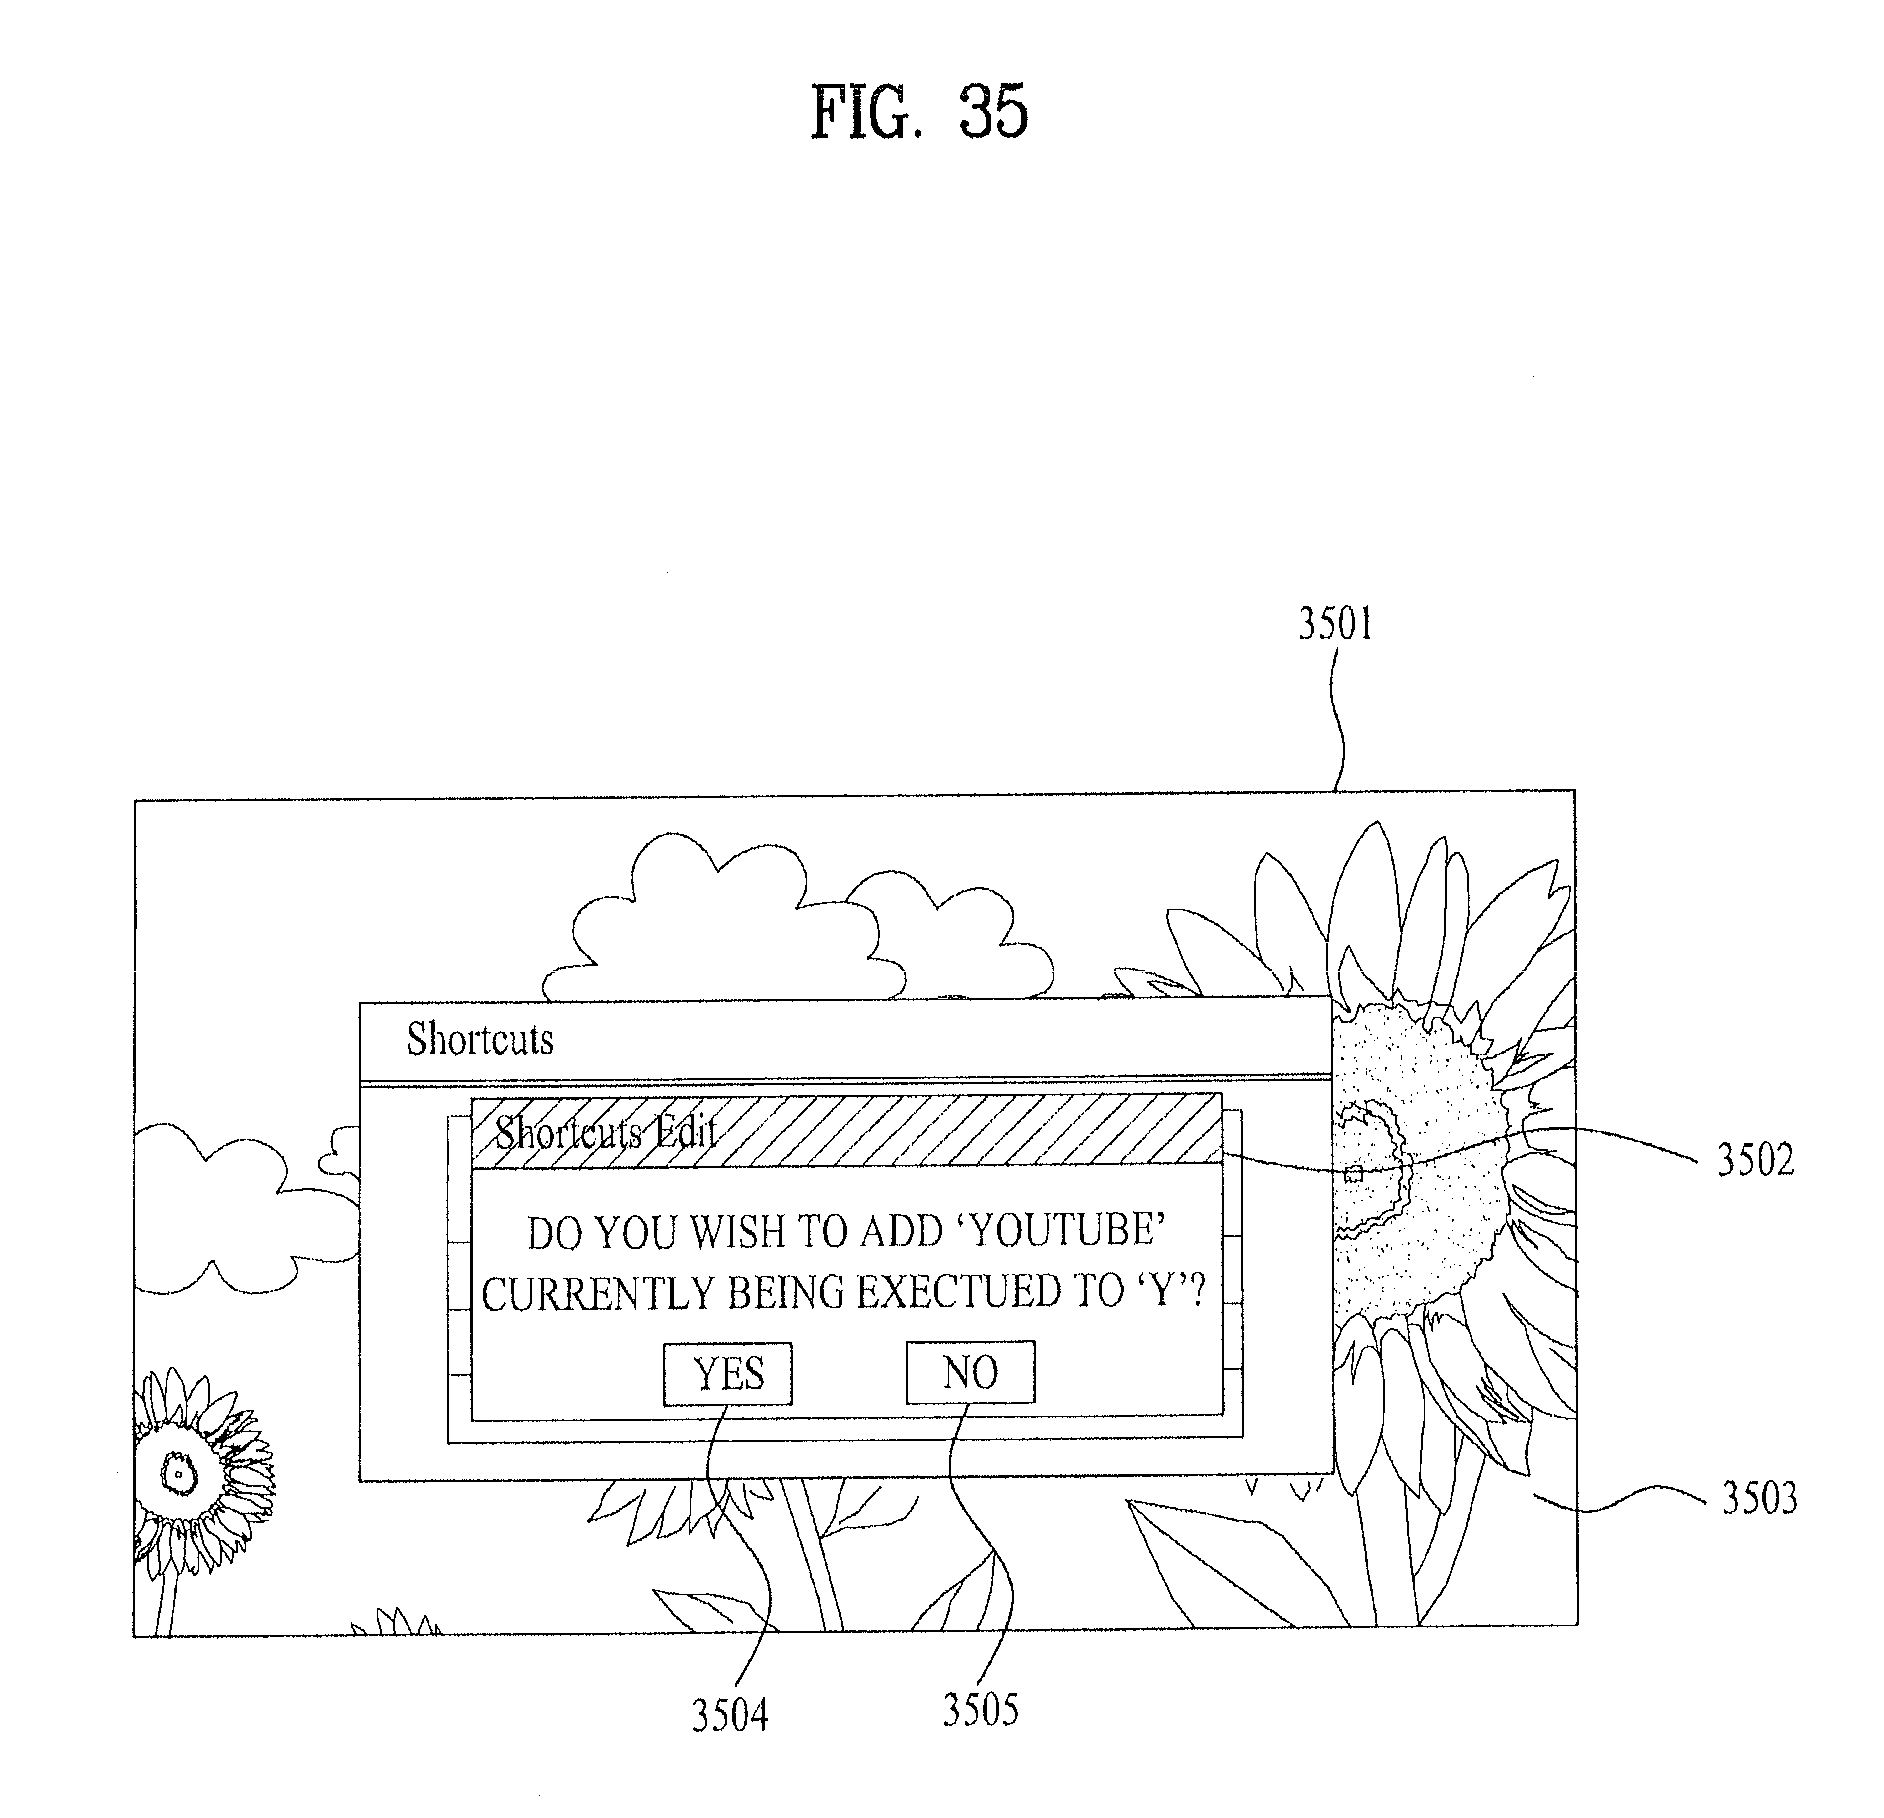 FIG. 35
3501
Shortcuts
Shortcuts Edit
3502
DO YOU WISH TO ADD ‘YOUTUBE’
CURRENTLY BEING EXECTUED TO ‘Y’?
YES
NO
3503
3504
3505